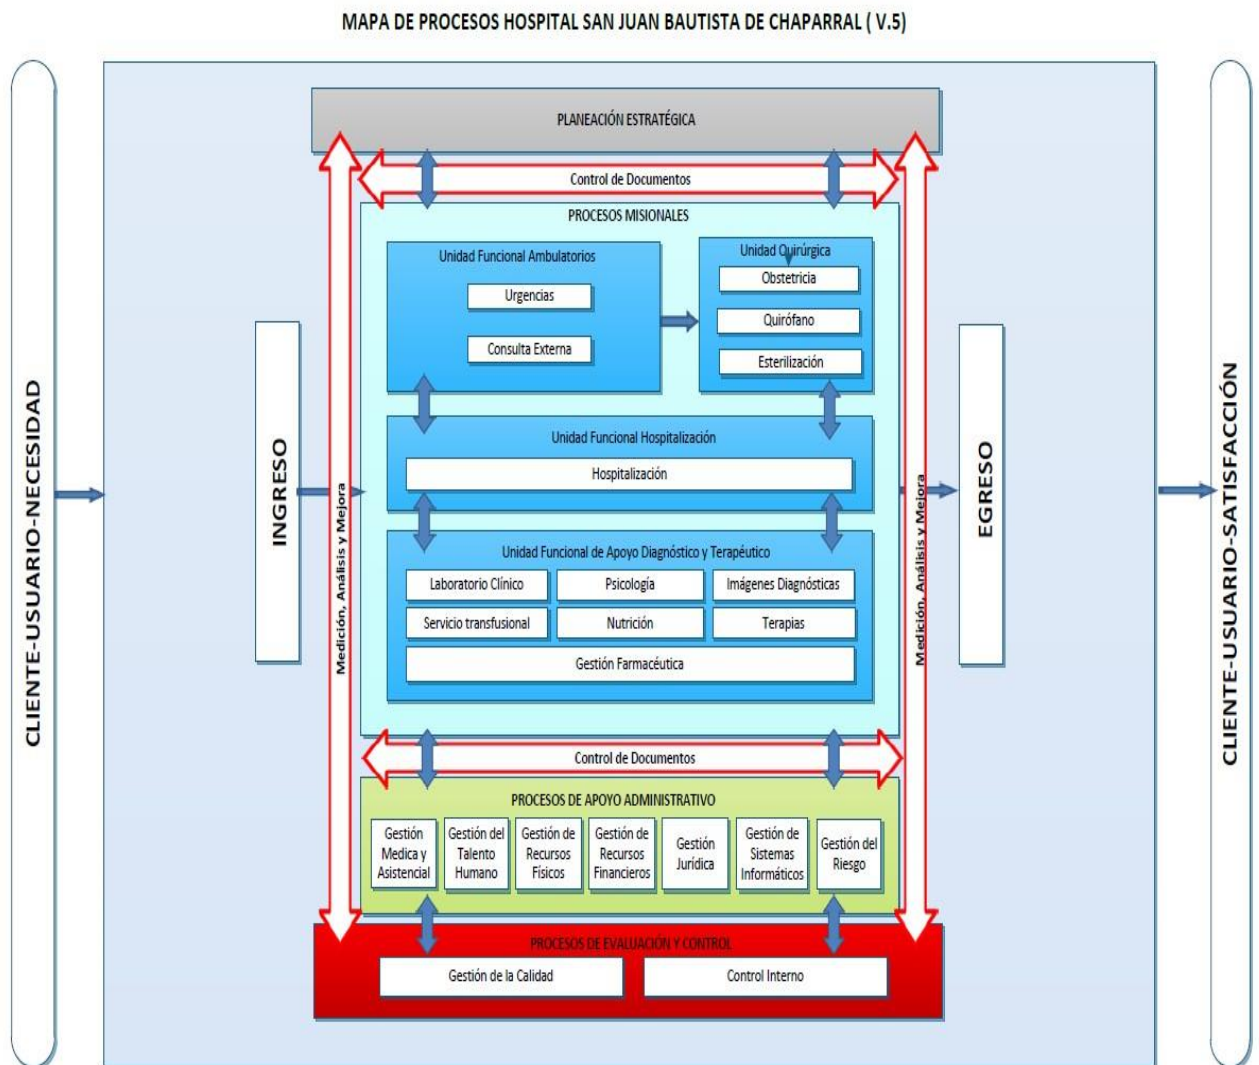 MAPA DE PROCESOS HOSPITAL SAN JUAN BAUTISTA DE CHAPARRAL ( V.5)
CLIENTE-USUARIO-NECESIDAD
INGRESO
PLANEACIÓN ESTRATÉGICA
Control de Documentos
Medición, Análisis y Mejora
PROCESOS MISIONALES
Unidad Funcional Ambulatorios
Urgencias
Consulta Externa
Unidad Quirúrgica
Obstetricia
Quirófano
Esterilización
Unidad Funcional Hospitalización
Hospitalización
Unidad Funcional de Apoyo Diagnóstico y Terapéutico
Laboratorio Clínico
Psicología
Imágenes Diagnósticas
Servicio transfusional
Nutrición
Terapias
Gestión Farmacéutica
Medición, Análisis y Mejora
Control de Documentos
PROCESOS DE APOYO ADMINISTRATIVO
Gestión
Medica y
Asistencial
Gestión del
Talento
Humano
Gestión de
Recursos
Físicos
Gestión de
Recursos
Financieros
Gestión
Jurídica
Gestión de
Sistemas
Informáticos
Gestión del
Riesgo
PROCESOS DE EVALUACIÓN Y CONTROL
Gestión de la Calidad
Control Interno
EGRESO
CLIENTE-USUARIO-SATISFACCIÓN